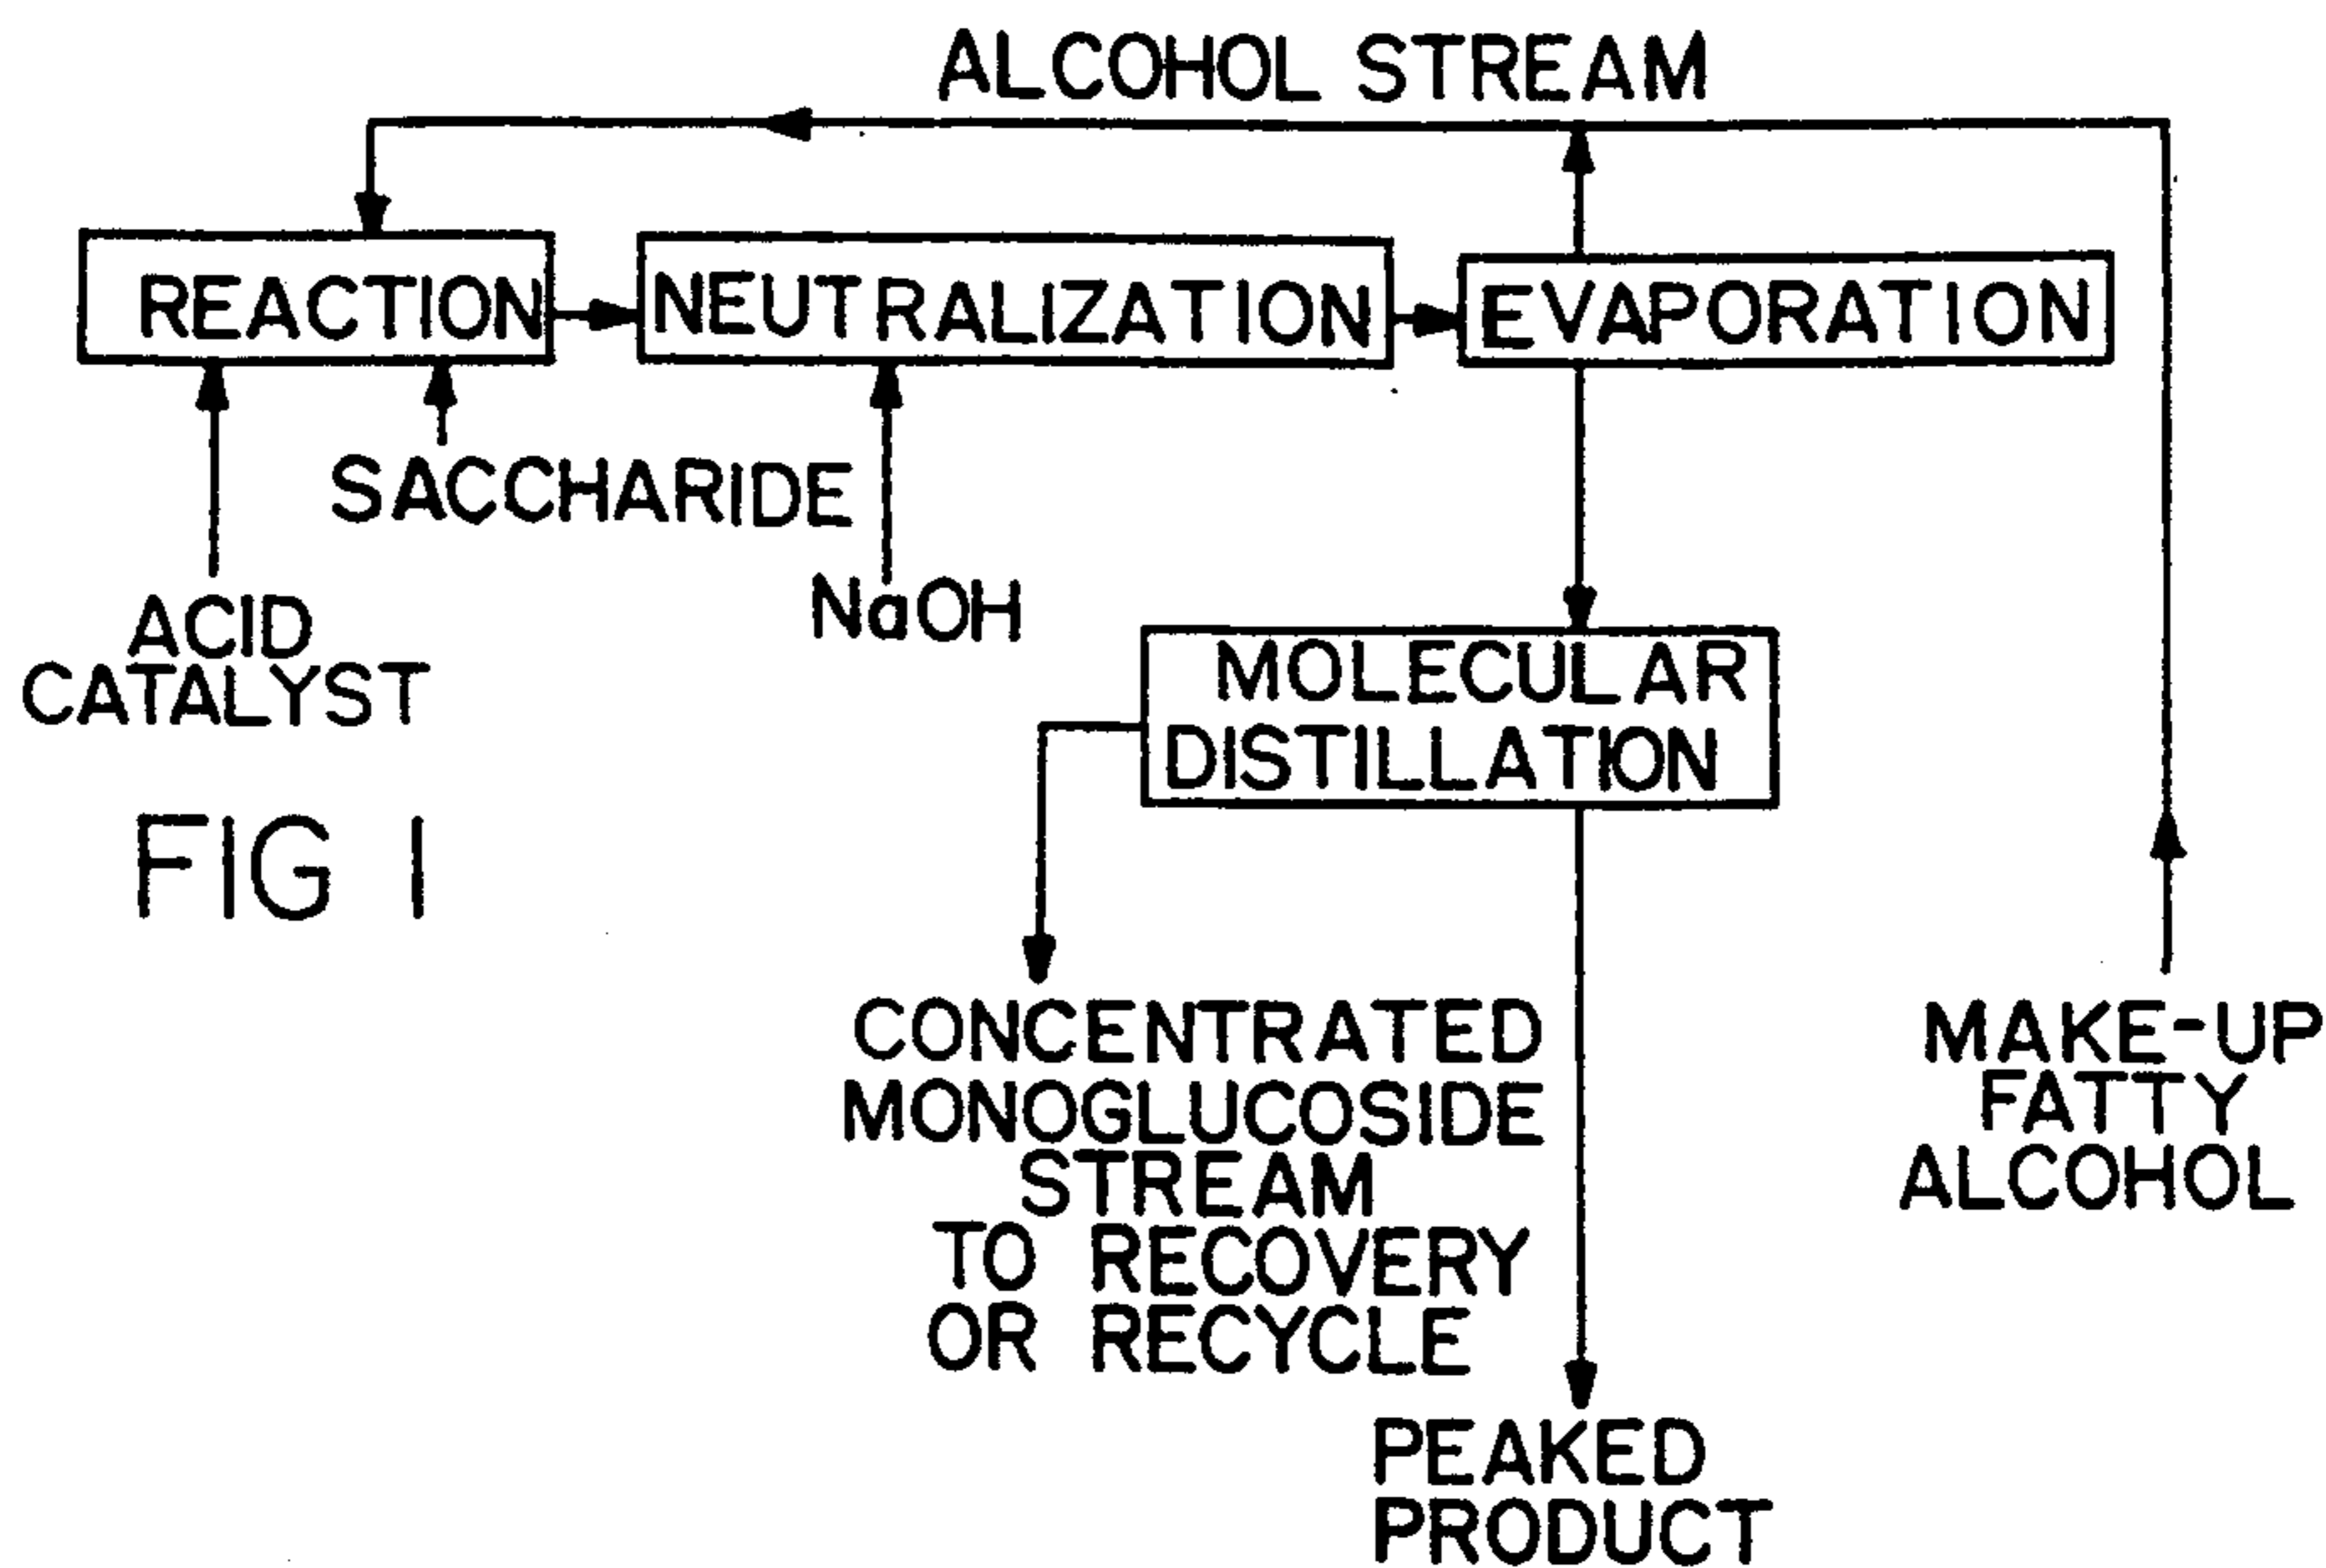 ALCOHOL STREAM
REACTION
NEUTRALIZATION
EVAPORATION
SACCHARIDE
NaOH
ACID
CATALYST
MOLECULAR
DISTILLATION
FIG 1
CONCENTRATED
MONOGLUCOSIDE
STREAM
TO RECOVERY
OR RECYCLE
MAKE-UP
FATTY
ALCOHOL
PEAKED
PRODUCT